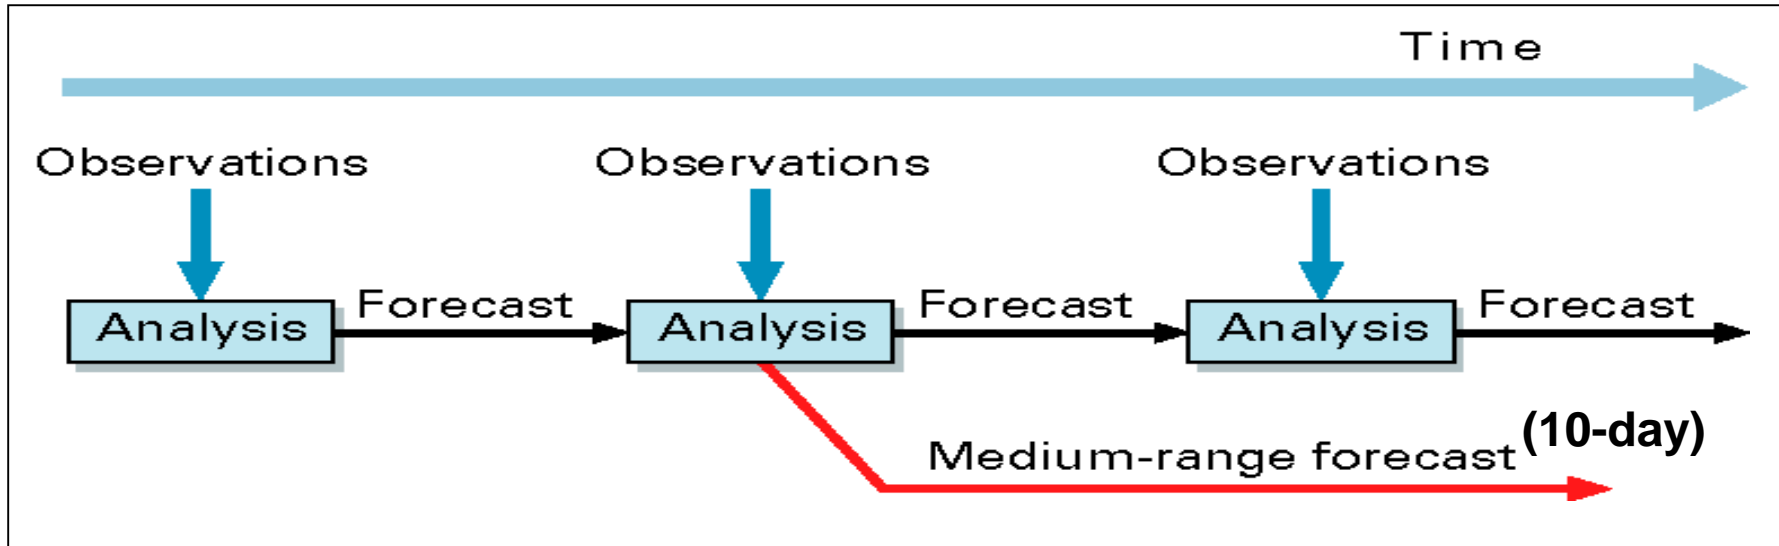 Time
Observations Observations Observations
Analysis Forecast Analysis Forecast Analysis Forecast
Medium-range forecast (10-day)